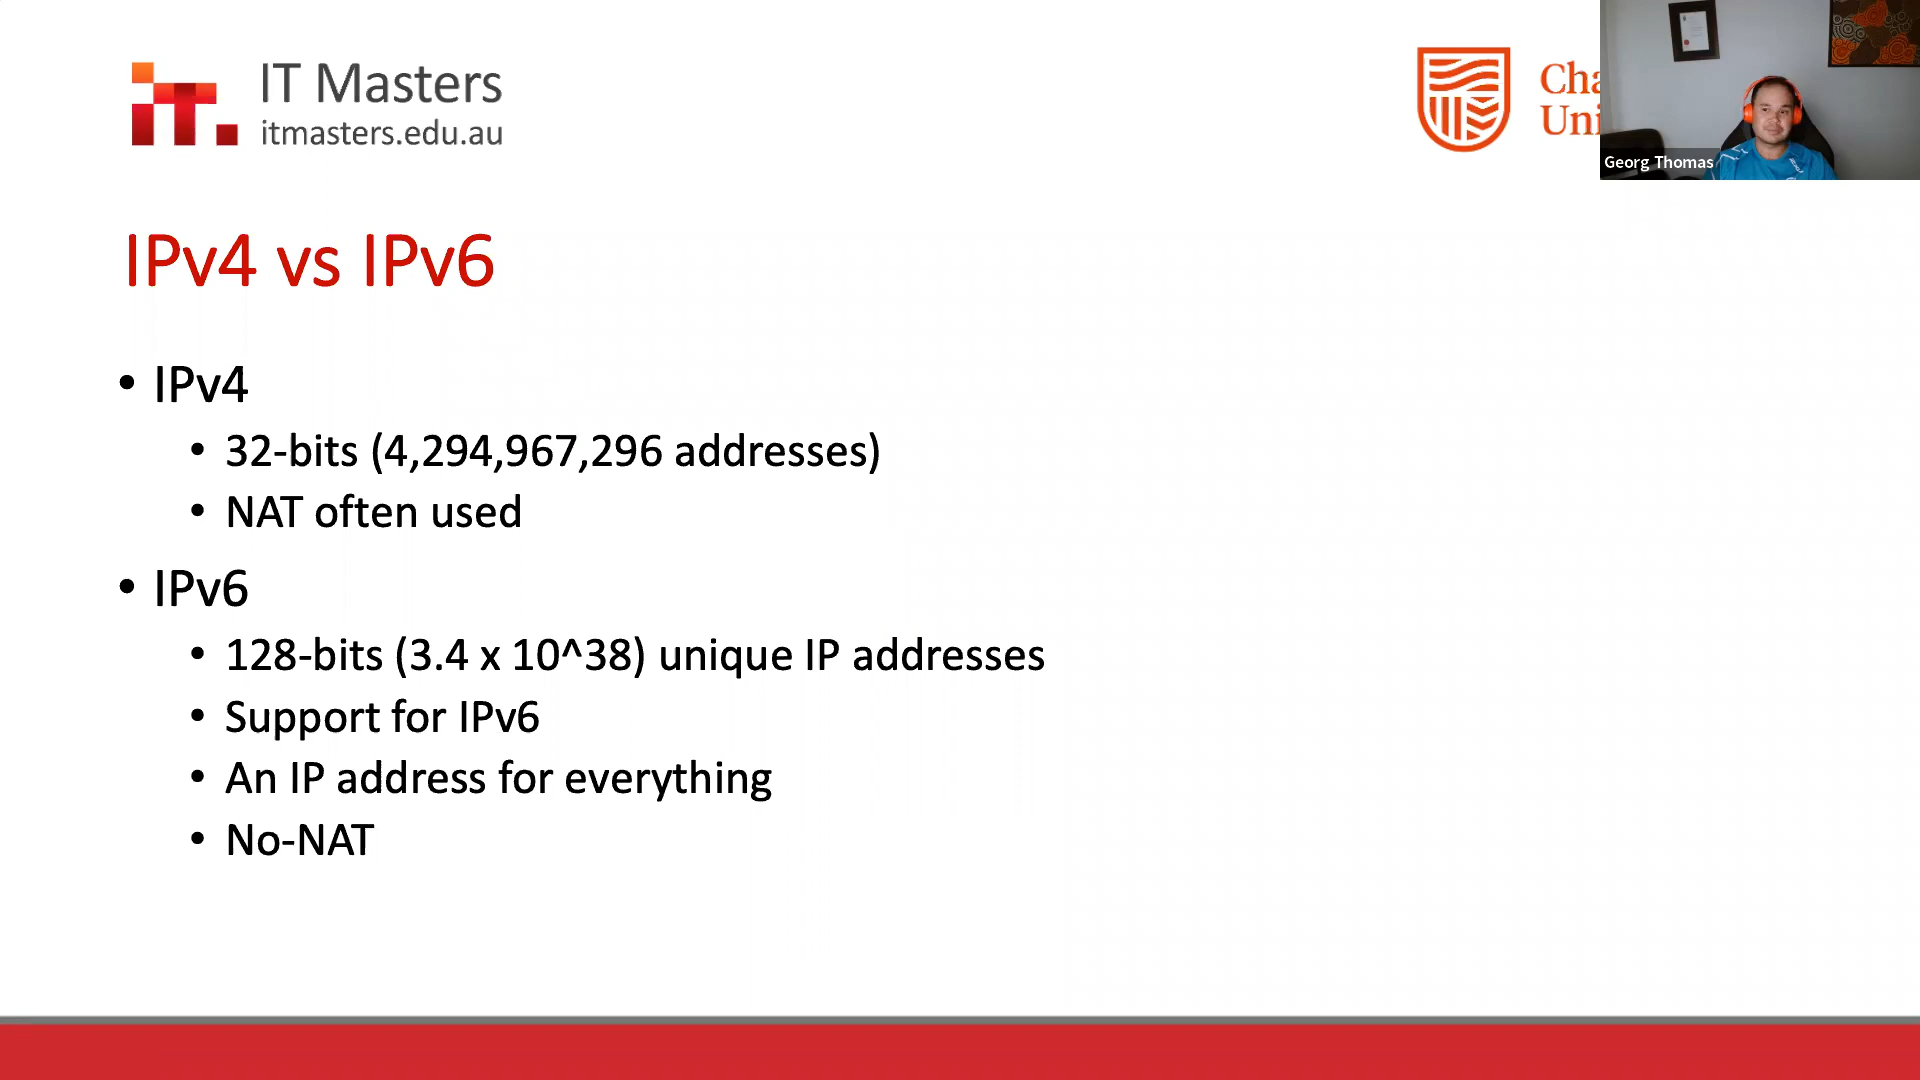 IT Masters
itmasters.edu.au
Georg Thomas
IPv4 vs IPv6
• IPv4
• 32-bits (4,294,967,296 addresses)
• NAT often used
• IPv6
• 128-bits (3.4 x 10^38) unique IP addresses
• Support for IPv6
• An IP address for everything
• No-NAT